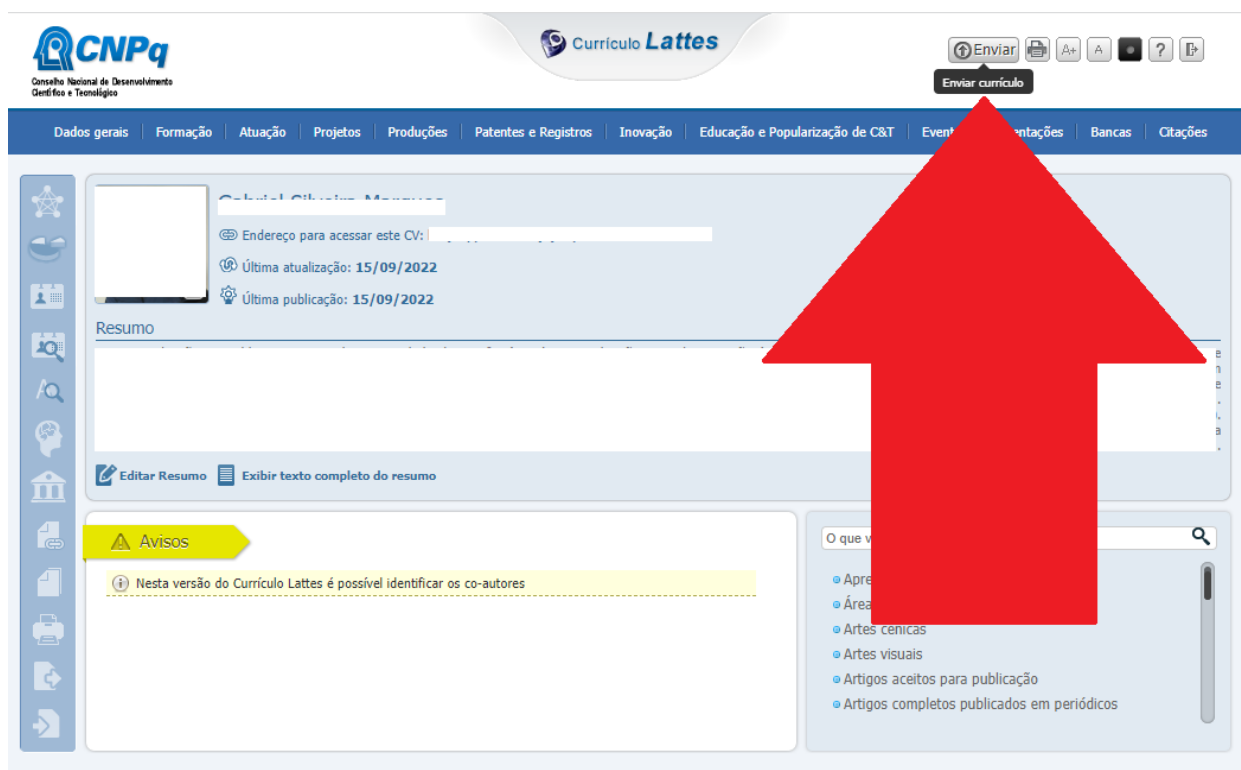 CNPq
Conselho Nacional de Desenvolvimento
Científico e Tecnológico
Currículo Lattes
Enviar
A+
A
?
Enviar currículo
Dados gerais
Formação
Atuação
Projetos
Produções
Patentes e Registros
Inovação
Educação e Popularização de C&T
Bancas
Citações
Endereço para acessar este CV:
Última atualização: 15/09/2022
Última publicação: 15/09/2022
Resumo
Editar Resumo
Exibir texto completo do resumo
Avisos
Nesta versão do Currículo Lattes é possível identificar os co-autores
O que
Artes cênicas
Artes visuais
Artigos aceitos para publicação
Artigos completos publicados em periódicos